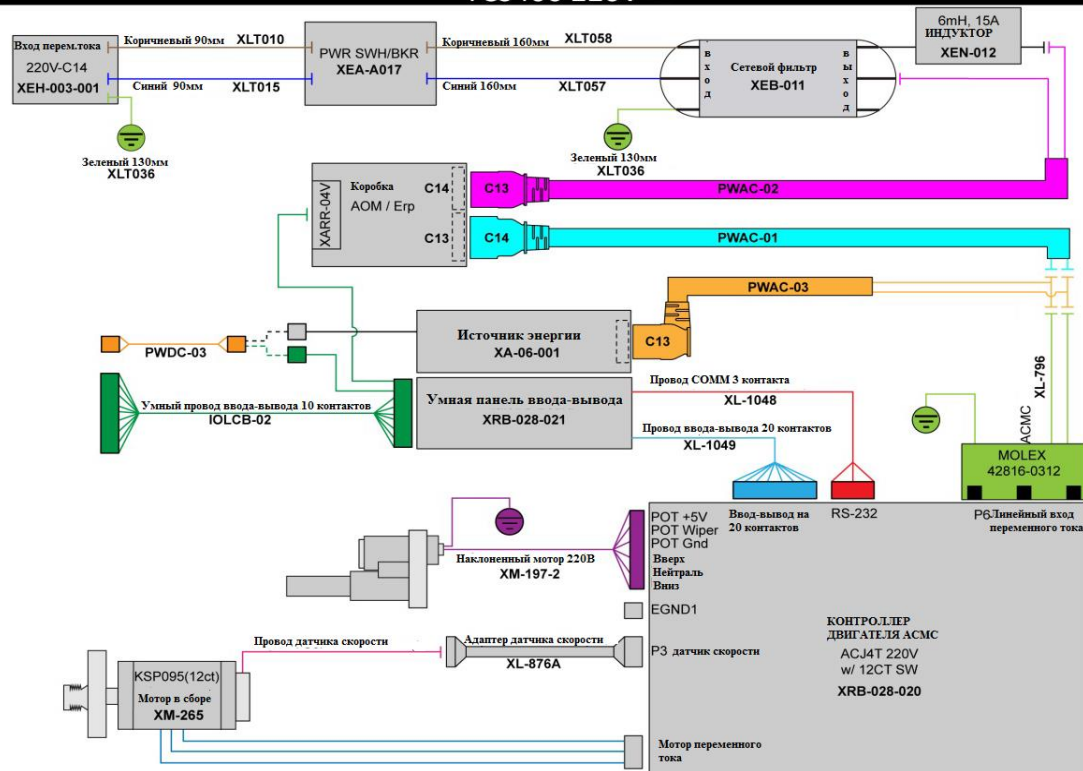 Вход перем.тока
220V-C14
XEH-003-001
Коричневый 90мм XLT010
Синий 90мм
XLT015
Зеленый 130мм
XLT036
PWR SWH/BKR
XEA-A017
Коричневый 160мм XLT058
Синий 160мм XLT057
Зеленый 130мм
XLT036
вход
Сетевой фильтр
XEB-011
выход
6mH, 15A
ИНДУКТОР
XEN-012
XARR-04V
Коробка
AOM / Erp
C14
C13
C13
PWAC-02
C14
PWAC-01
PWAC-03
C13
Источник энергии
XA-06-001
PWDC-03
Умный провод ввода-вывода 10 контактов
IOLCB-02
Умная панель ввода-вывода
XRB-028-021
Провод COMM 3 контакта
XL-1048
Провод ввода-вывода 20 контактов
XL-1049
XL-796
ACMC
MOLEX
42816-0312
P6Линейный вход
переменного тока
Ввод-вывод на
20 контактов
RS-232
POT +5V
POT Wiper
POT Gnd
Вверх
Нейтраль
Вниз
Наклоненный мотор 220В
XM-197-2
EGND1
Провод датчика скорости
Адаптер датчика скорости
XL-876A
P3 датчик скорости
КОНТРОЛЛЕР
ДВИГАТЕЛЯ АСМС
ACJ4T 220V
w/ 12CT SW
XRB-028-020
KSP095(12ct)
Мотор в сборе
XM-265
Мотор переменного
тока